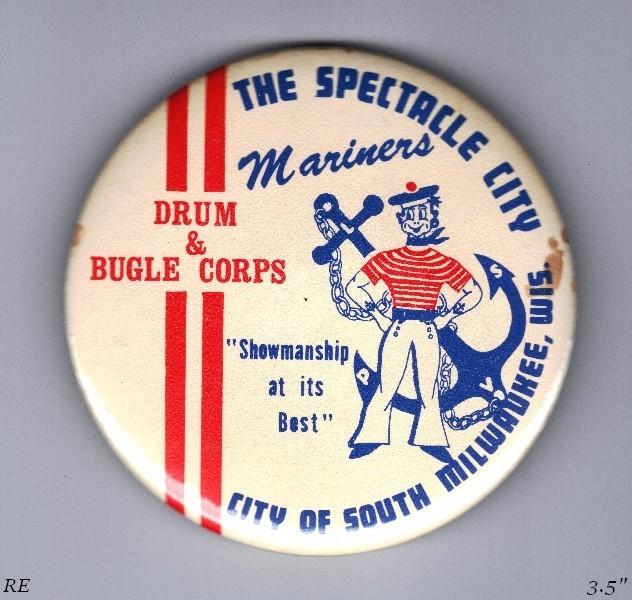 THE SPECTACLE CITY
Mariners
DRUM
&
BUGLE CORPS
"Showmanship
at its
Best"
P
S
CITY OF SOUTH MILWAUKEE, WIS.
RE
3.5"